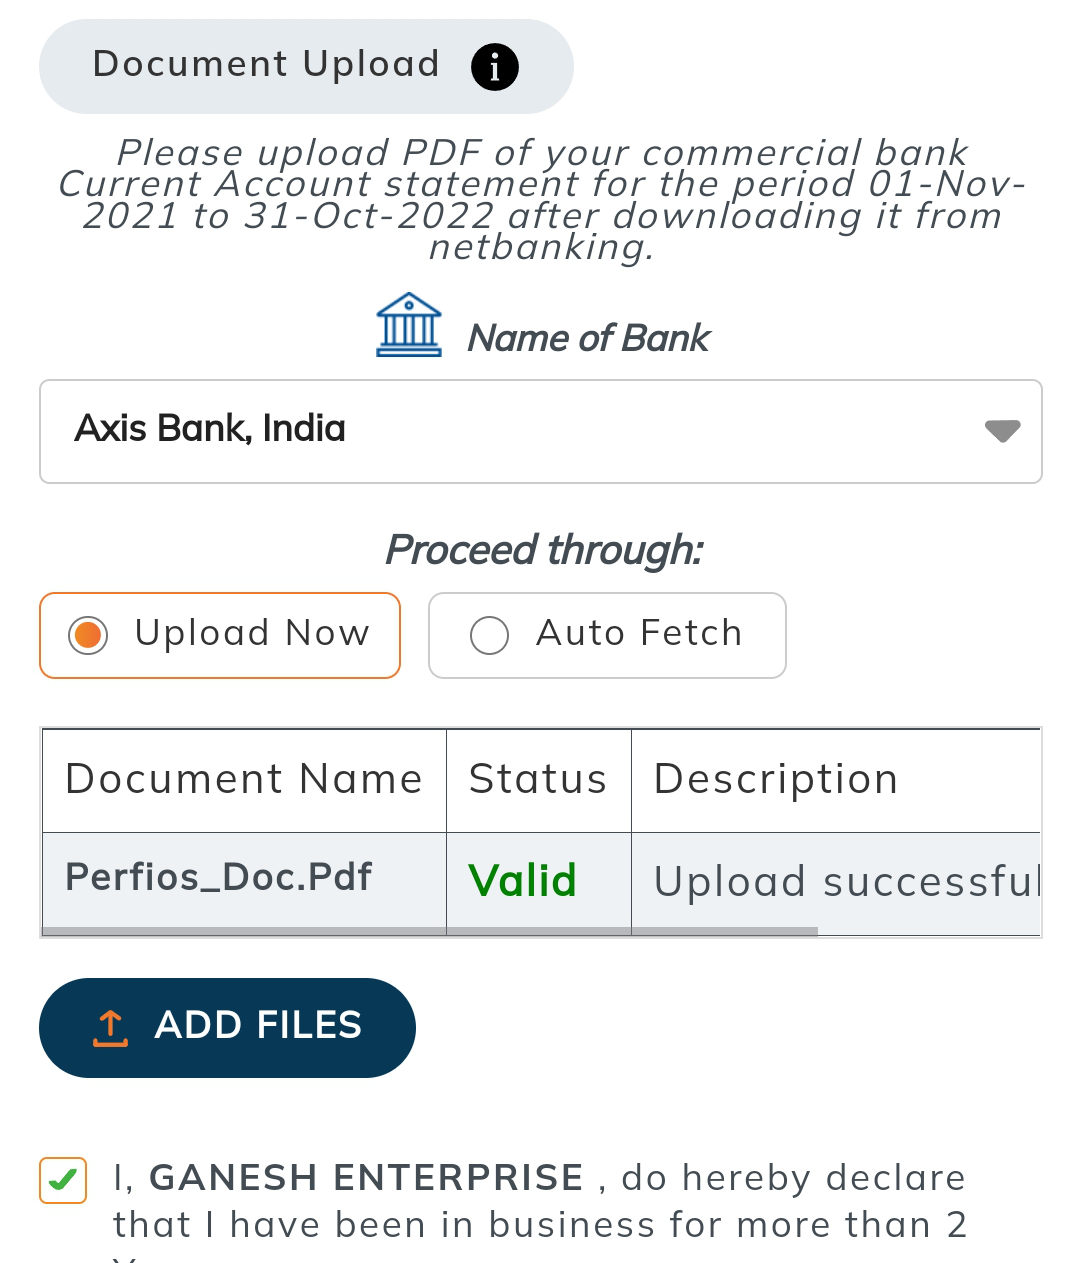 Document Upload
Please upload PDF of your commercial bank
Current Account statement for the period 01-Nov-
2021 to 31-Oct-2022 after downloading it from
netbanking.
Name of Bank
Axis Bank, India
Proceed through:
Upload Now Auto Fetch
Document Name Status Description
Perfios_Doc.Pdf Valid Upload successful
ADD FILES
I, GANESH ENTERPRISE , do hereby declare
that I have been in business for more than 2